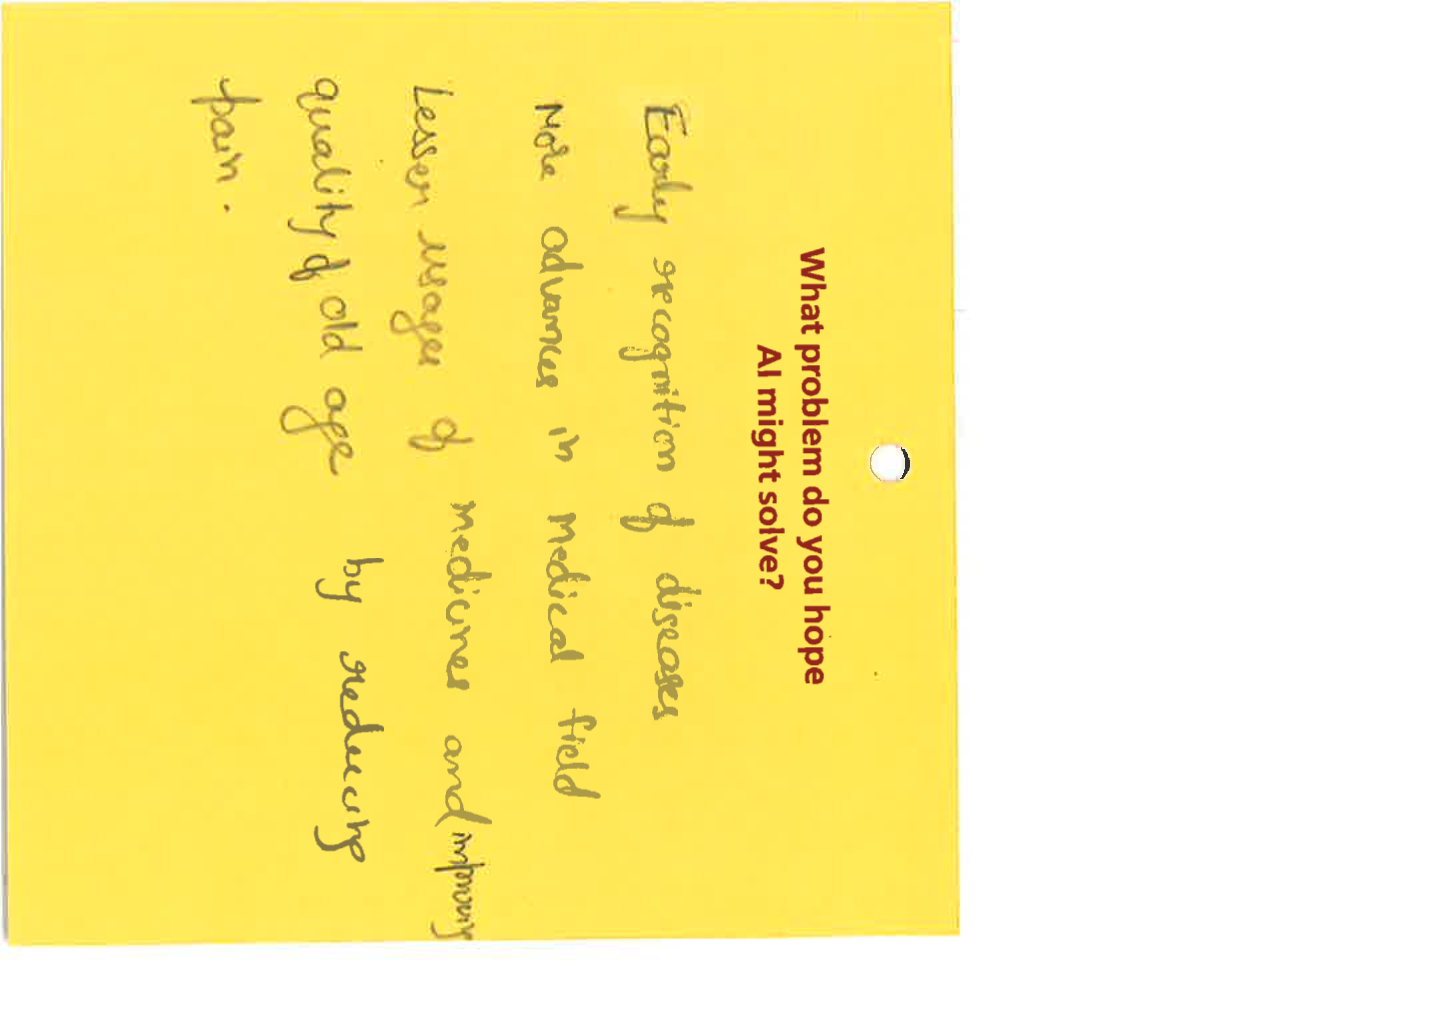 What problem do you hope
AI might solve?
Early recognition of diseases
More advances in medical field
Lessen usages of medicines and improving
quality of old age by reducing
pain.